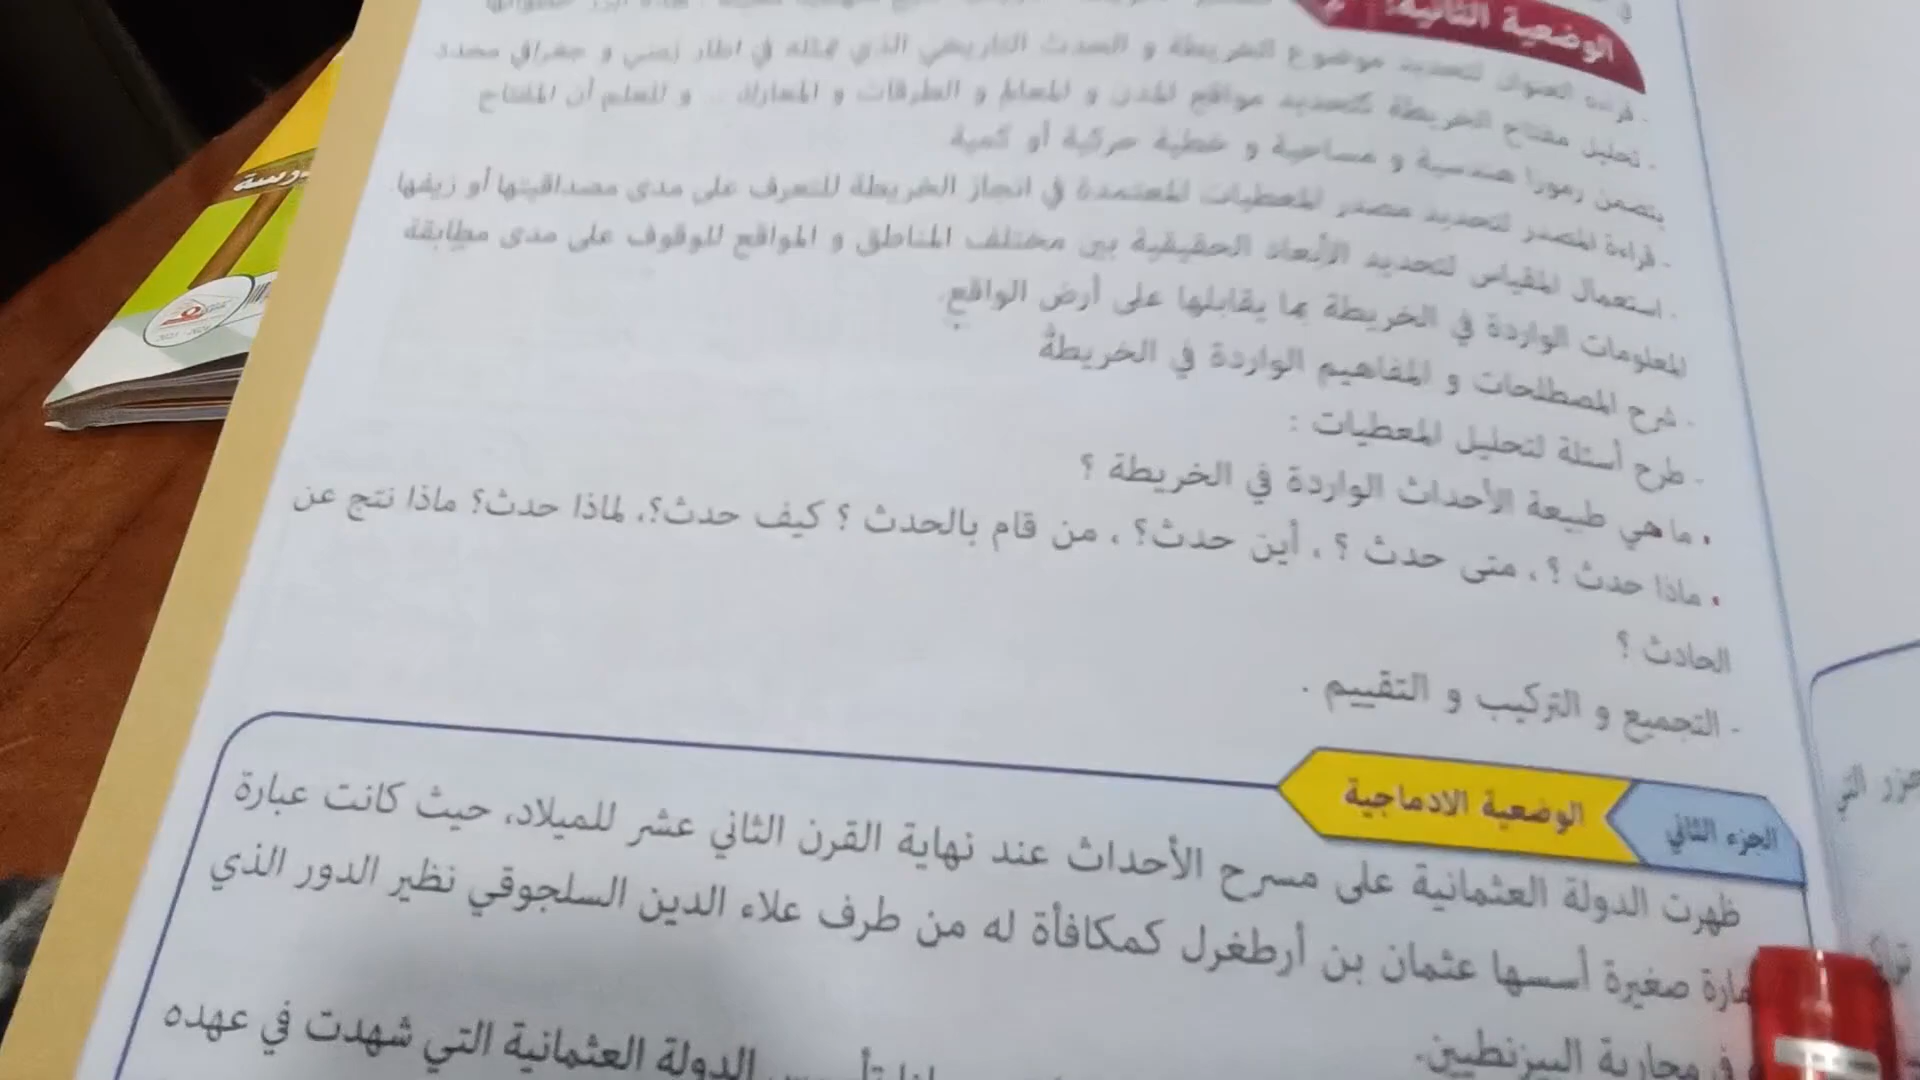 الوضعية الثانية:
- قراءة العنوان لتحديد موضوع الخريطة و الحدث التاريخي الذي تمثله في اطار زمني و جغرافي محدد
- تحليل مفتاح الخريطة لتحديد مواقع المدن و المعالم و الطرقات و المعارك .. و للعلم أن المفتاح
يتضمن رموزا هندسية و مساحية و خطية حركية أو كمية
- قراءة المصدر لتحديد مصدر المعطيات المعتمدة في انجاز الخريطة للتعرف على مدى مصداقيتها أو زيفها
- استعمال المقياس لتحديد الأبعاد الحقيقية بين مختلف المناطق و المواقع للوقوف على مدى مطابقة
المعلومات الواردة في الخريطة بما يقابلها على أرض الواقع.
- شرح المصطلحات و المفاهيم الواردة في الخريطة
- طرح أسئلة لتحليل المعطيات :
• ما هي طبيعة الأحداث الواردة في الخريطة ؟
• ماذا حدث ؟ ، متى حدث ؟ ، أين حدث؟ ، من قام بالحدث ؟ كيف حدث؟، لماذا حدث؟ ماذا نتج عن
الحادث ؟
- التجميع و التركيب و التقييم .
الجزء الثاني
الوضعية الادماجية
ظهرت الدولة العثمانية على مسرح الأحداث عند نهاية القرن الثاني عشر للميلاد، حيث كانت عبارة
مارة صغيرة أسسها عثمان بن أرطغرل كمكافأة له من طرف علاء الدين السلجوقي نظير الدور الذي
في محاربة البيزنطيين.
الدولة العثمانية التي شهدت في عهده